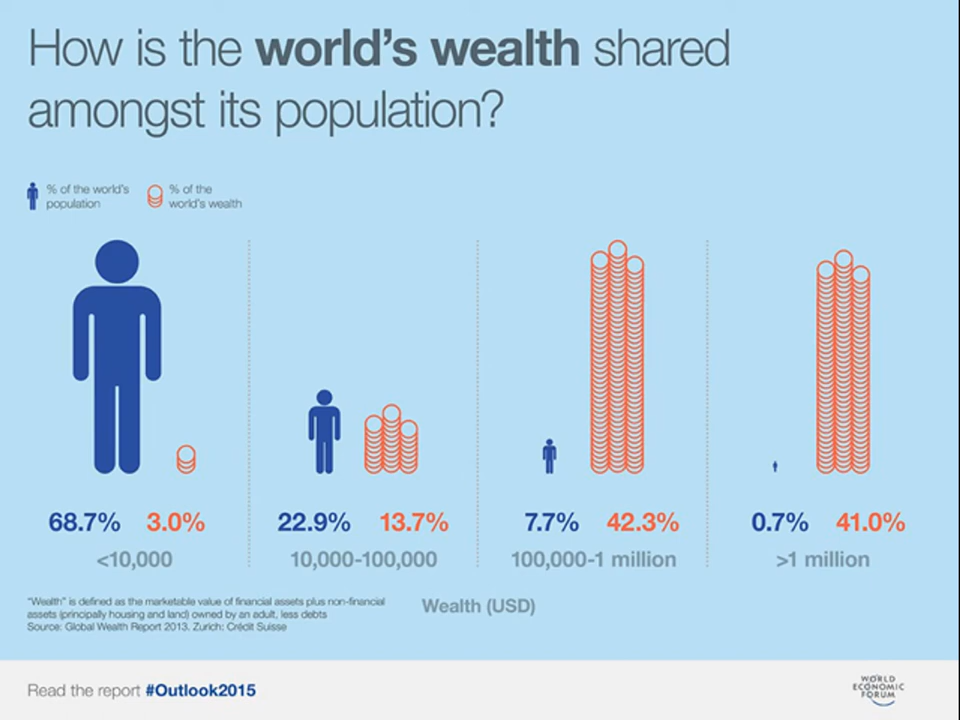 How is the world's wealth shared
amongst its population?
% of the world's
population
% of the
world's wealth
68.7% 3.0%
<10,000
22.9% 13.7%
10,000-100,000
7.7% 42.3%
100,000-1 million
0.7% 41.0%
>1 million
Wealth (USD)
"Wealth" is defined as the marketable value of financial assets plus non-financial
assets (principally housing and land) owned by an adult, less debts
Source: Global Wealth Report 2013. Zurich: Crédit Suisse
Read the report #Outlook2015
WORLD
ECONOMIC
FORUM